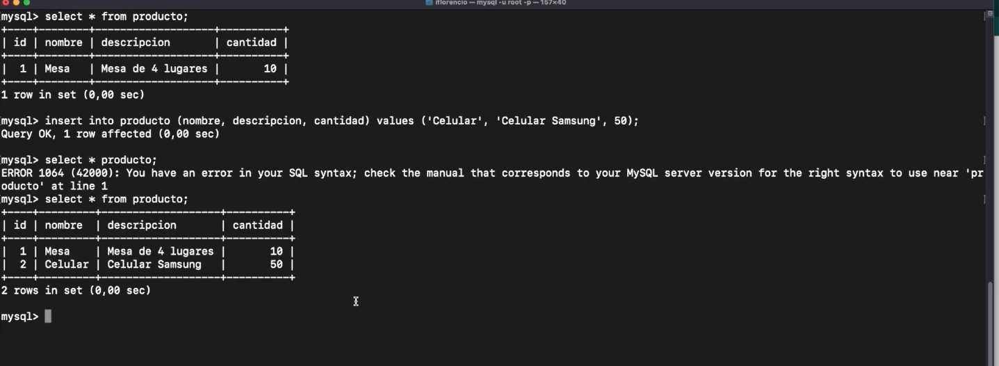 iflorencio — mysql -u root -p — 157×40
mysql> select * from producto;
+----+--------+-------------------+----------+
| id | nombre | descripcion       | cantidad |
+----+--------+-------------------+----------+
|  1 | Mesa   | Mesa de 4 lugares |       10 |
+----+--------+-------------------+----------+
1 row in set (0,00 sec)
mysql> insert into producto (nombre, descripcion, cantidad) values ('Celular', 'Celular Samsung', 50);
Query OK, 1 row affected (0,00 sec)
mysql> select * producto;
ERROR 1064 (42000): You have an error in your SQL syntax; check the manual that corresponds to your MySQL server version for the right syntax to use near 'pr
oducto' at line 1
mysql> select * from producto;
+----+---------+-------------------+----------+
| id | nombre  | descripcion       | cantidad |
+----+---------+-------------------+----------+
|  1 | Mesa    | Mesa de 4 lugares |       10 |
|  2 | Celular | Celular Samsung   |       50 |
+----+---------+-------------------+----------+
2 rows in set (0,00 sec)
mysql>